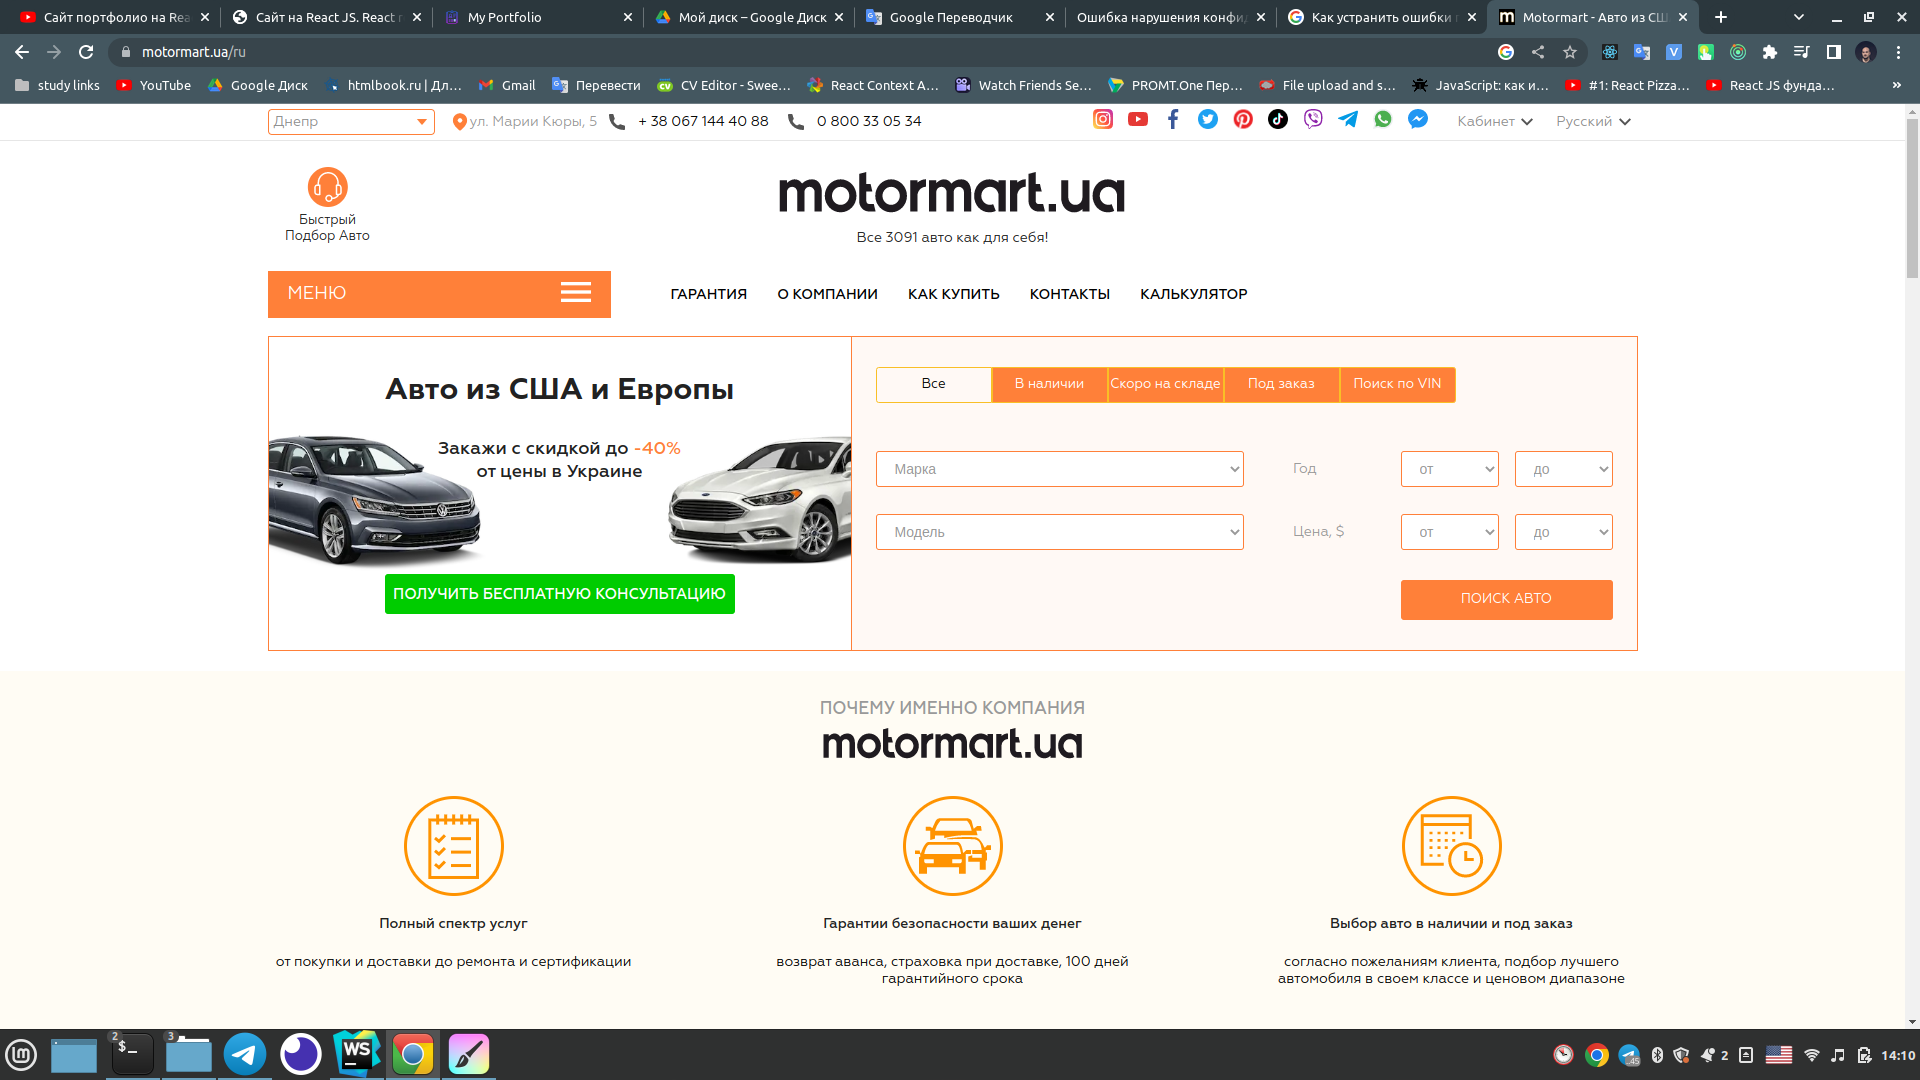 Сайт портфолио на Rea
Сайт на React JS. React
My Portfolio
Мой диск – Google Диск
Google Переводчик
Ошибка нарушения конфид
Как устранить ошибки
Motormart - Авто из СШ
motormart.ua/ru
study links
YouTube
Google Диск
htmlbook.ru | Дл...
Gmail
Перевести
CV Editor - Swee...
React Context A...
Watch Friends Se...
PROMT.One Пер...
File upload and s...
JavaScript: как и...
#1: React Pizza...
React JS фунда...
»
Днепр
ул. Марии Кюры, 5
+ 38 067 144 40 88
0 800 33 05 34
Кабинет
Русский
Быстрый
Подбор Авто
motormart.ua
Все 3091 авто как для себя!
МЕНЮ
ГАРАНТИЯ
О КОМПАНИИ
КАК КУПИТЬ
КОНТАКТЫ
КАЛЬКУЛЯТОР
Авто из США и Европы
Закажи с скидкой до -40%
от цены в Украине
ПОЛУЧИТЬ БЕСПЛАТНУЮ КОНСУЛЬТАЦИЮ
Все
В наличии
Скоро на складе
Под заказ
Поиск по VIN
Марка
Год
от
до
Модель
Цена, $
от
до
ПОИСК АВТО
ПОЧЕМУ ИМЕННО КОМПАНИЯ
motormart.ua
Полный спектр услуг
от покупки и доставки до ремонта и сертификации
Гарантии безопасности ваших денег
возврат аванса, страховка при доставке, 100 дней
гарантийного срока
Выбор авто в наличии и под заказ
согласно пожеланиям клиента, подбор лучшего
автомобиля в своем классе и ценовом диапазоне
2
$_
3
WS
45
2
14:10